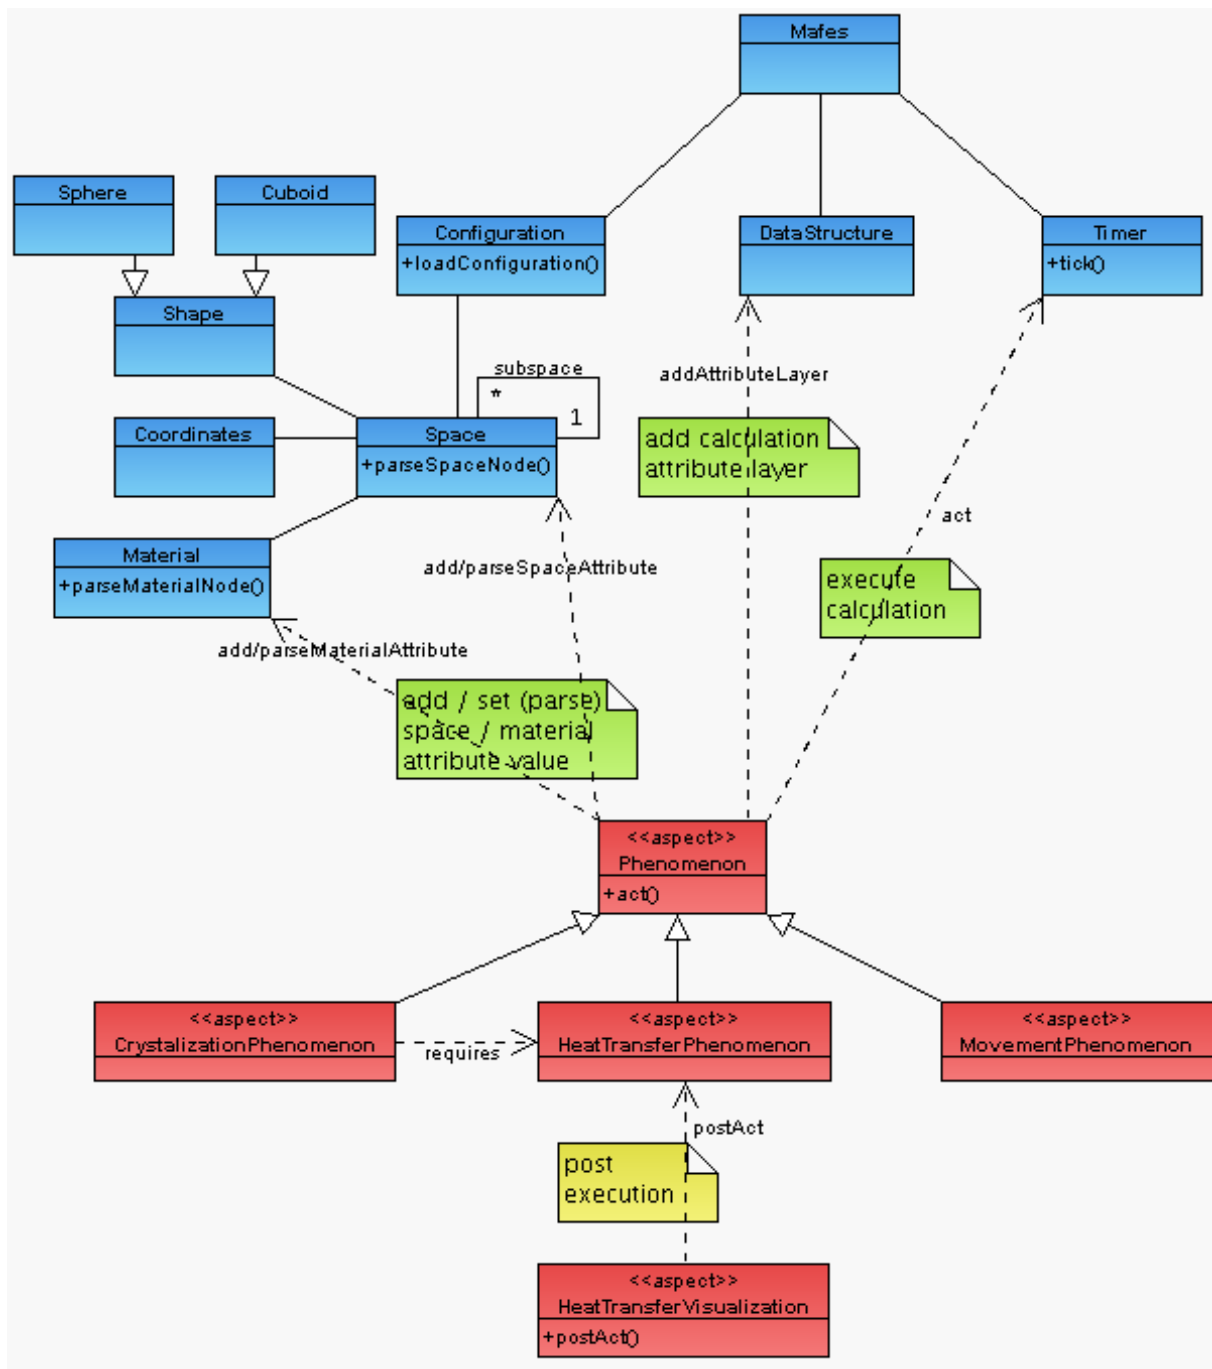 Mafes
Sphere
Cuboid
Configuration
+loadConfiguration()
DataStructure
Timer
+tick()
Shape
subspace
*
1
addAttributeLayer
Coordinates
Space
+parseSpaceNode()
add calculation
attribute layer
act
Material
+parseMaterialNode()
add/parseSpaceAttribute
execute
calculation
add/parseMaterialAttribute
add / set (parse)
space / material
attribute value
<<aspect>>
Phenomenon
+act()
<<aspect>>
CrystalizationPhenomenon
requires
<<aspect>>
HeatTransferPhenomenon
<<aspect>>
MovementPhenomenon
postAct
post
execution
<<aspect>>
HeatTransferVisualization
+postAct()